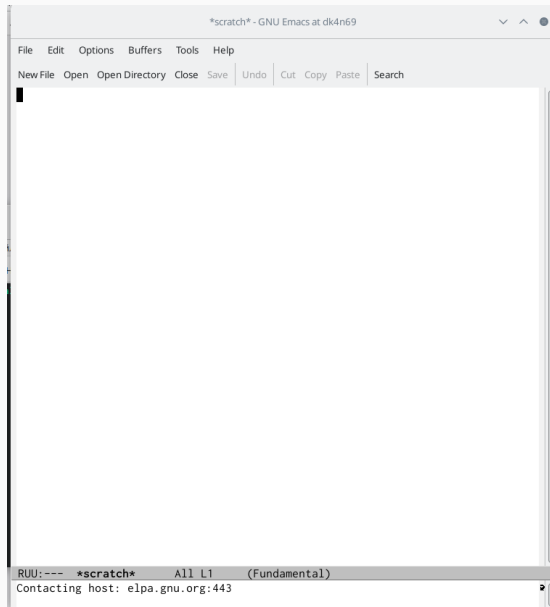 *scratch* - GNU Emacs at dk4n69
File Edit Options Buffers Tools Help
New File Open Open Directory Close Save Undo Cut Copy Paste Search
RUU:--- *scratch* All L1 (Fundamental)
Contacting host: elpa.gnu.org:443